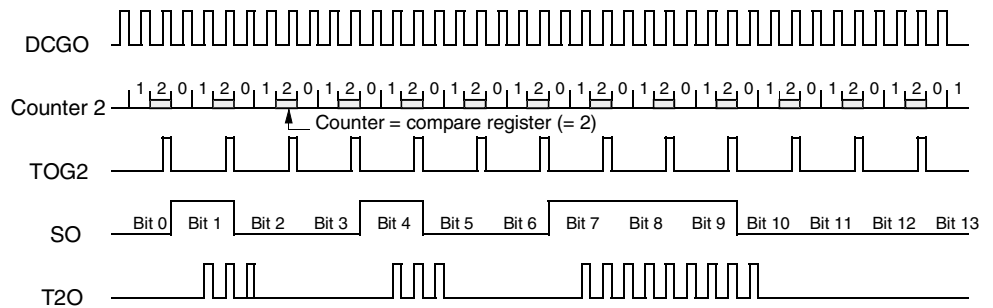 DCGO
Counter 2 1 2 0 1 2 0 1 2 0 1 2 0 1 2 0 1 2 0 1 2 0 1 2 0 1 2 0 1 2 0 1 2 0 1 2 0 1 2 0 1
Counter = compare register (= 2)
TOG2
SO Bit 0 Bit 1 Bit 2 Bit 3 Bit 4 Bit 5 Bit 6 Bit 7 Bit 8 Bit 9 Bit 10 Bit 11 Bit 12 Bit 13
T2O